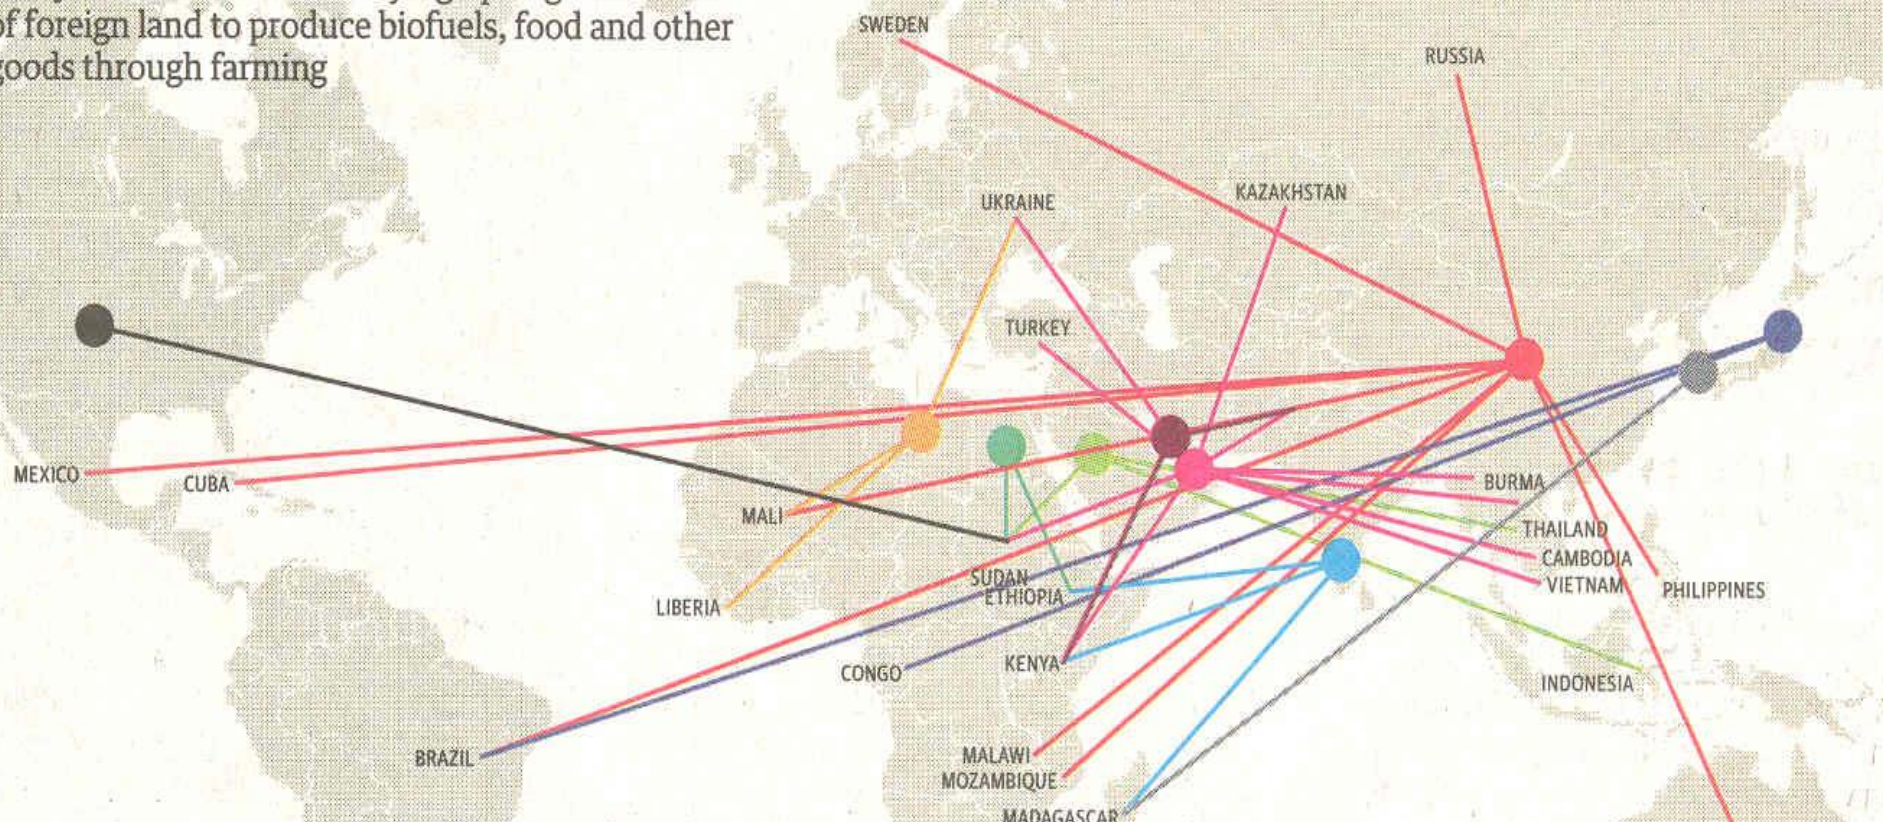 of foreign land to produce biofuels, food and other
goods through farming
SWEDEN
RUSSIA
UKRAINE
KAZAKHSTAN
TURKEY
MEXICO
CUBA
MALI
BURMA
THAILAND
CAMBODIA
VIETNAM
PHILIPPINES
SUDAN
ETHIOPIA
LIBERIA
CONGO
KENYA
INDONESIA
BRAZIL
MALAWI
MOZAMBIQUE
MADAGASCAR